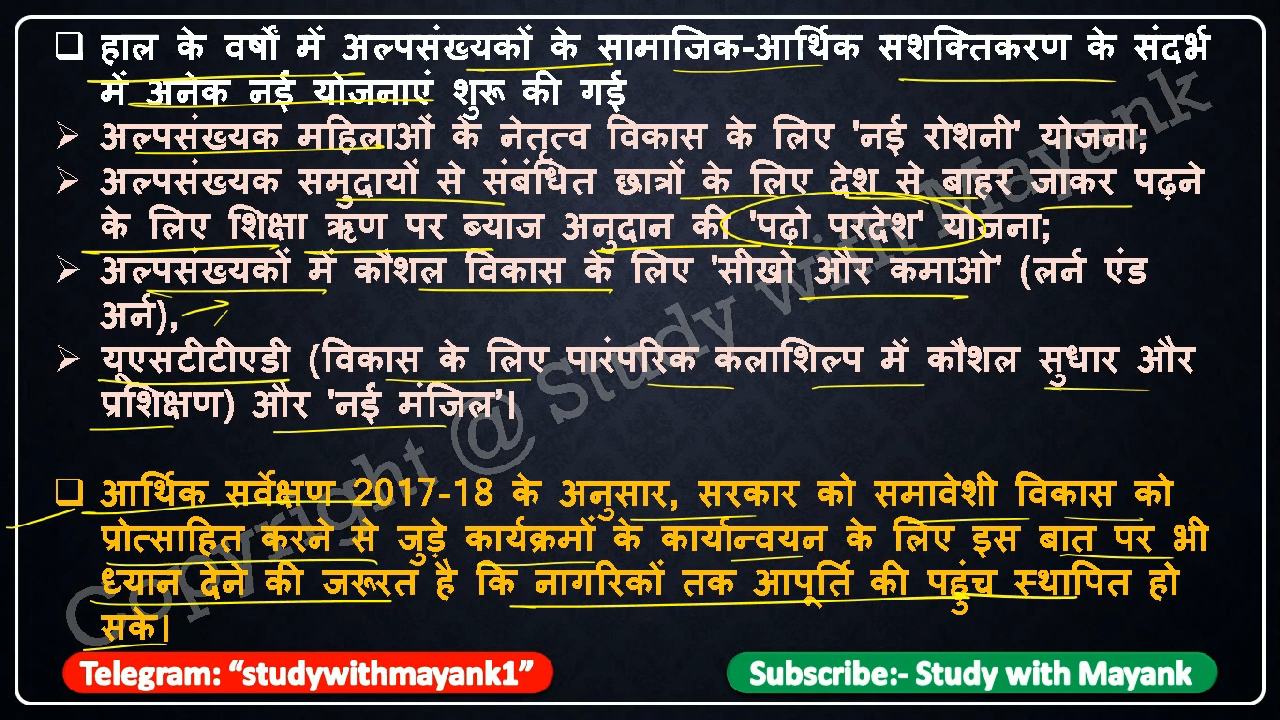 ❑ हाल के वर्षों में अल्पसंख्यकों के सामाजिक-आर्थिक सशक्तिकरण के संदर्भ
में अनेक नई योजनाएं शुरू की गई
➢ अल्पसंख्यक महिलाओं के नेतृत्व विकास के लिए 'नई रोशनी' योजना;
➢ अल्पसंख्यक समुदायों से संबंधित छात्रों के लिए देश से बाहर जाकर पढ़ने
के लिए शिक्षा ऋण पर ब्याज अनुदान की 'पढ़ो परदेश' योजना;
➢ अल्पसंख्यकों में कौशल विकास के लिए 'सीखो और कमाओ' (लर्न एंड
अर्न),
➢ यूएसटीटीएडी (विकास के लिए पारंपरिक कलाशिल्प में कौशल सुधार और
प्रशिक्षण) और 'नई मंजिल'।
❑ आर्थिक सर्वेक्षण 2017-18 के अनुसार, सरकार को समावेशी विकास को
प्रोत्साहित करने से जुड़े कार्यक्रमों के कार्यान्वयन के लिए इस बात पर भी
ध्यान देने की जरूरत है कि नागरिकों तक आपूर्ति की पहुंच स्थापित हो
सके।
Copyright @ Study with Mayank
Telegram: “studywithmayank1”
Subscribe:- Study with Mayank